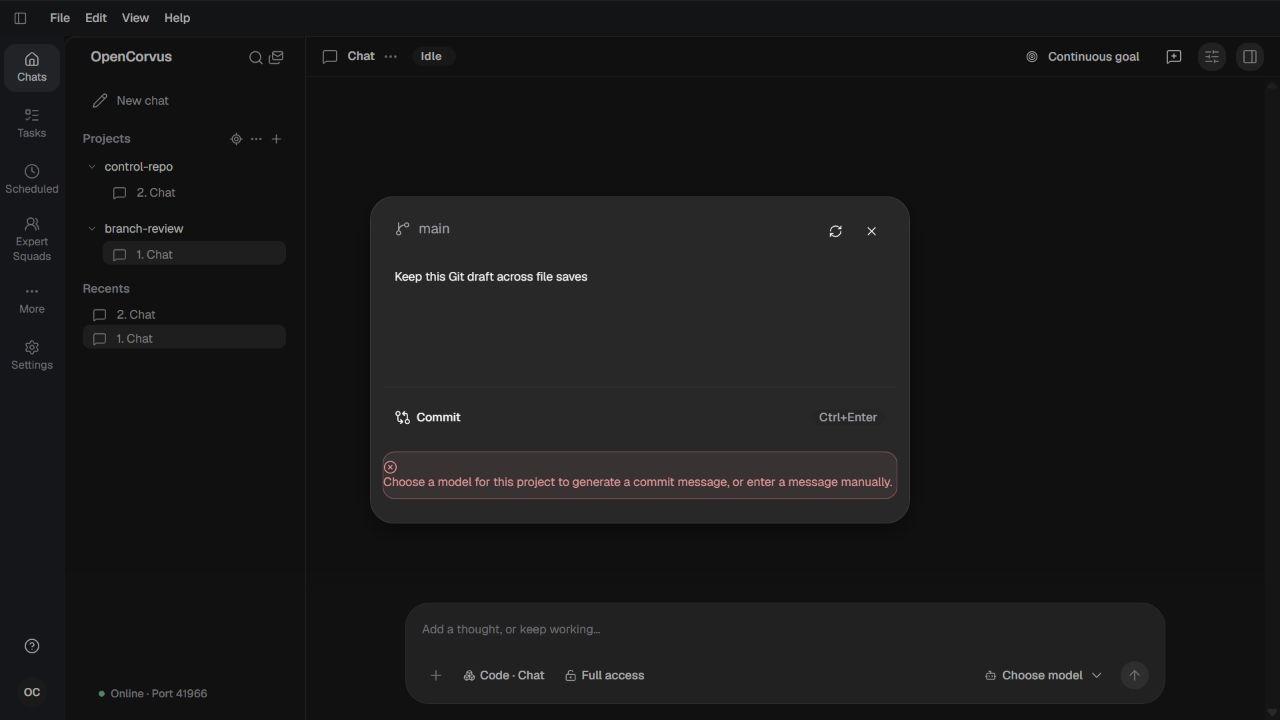 File Edit View Help
OpenCorvus
Chat ··· Idle
Continuous goal
Chats
Tasks
Scheduled
Expert
Squads
More
Settings
New chat
Projects
control-repo
2. Chat
branch-review
1. Chat
Recents
2. Chat
1. Chat
main
Keep this Git draft across file saves
Commit
Ctrl+Enter
Choose a model for this project to generate a commit message, or enter a message manually.
Add a thought, or keep working...
Code · Chat
Full access
Choose model
OC
Online · Port 41966